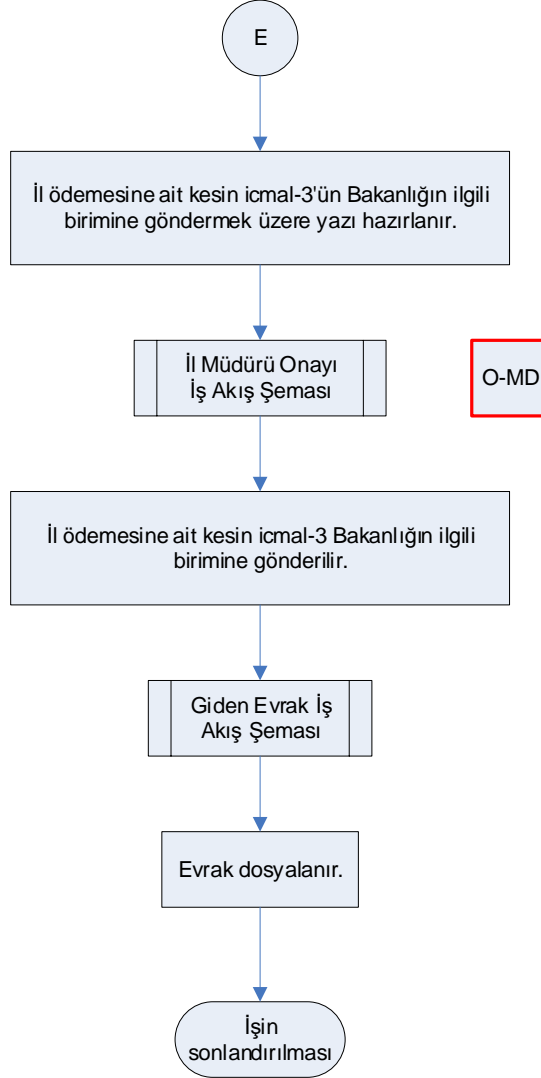 E
İl ödemesine ait kesin icmal-3'ün Bakanlığın ilgili
birimine göndermek üzere yazı hazırlanır.
İl Müdürü Onayı
İş Akış Şeması
O-MD
İl ödemesine ait kesin icmal-3 Bakanlığın ilgili
birimine gönderilir.
Giden Evrak İş
Akış Şeması
Evrak dosyalanır.
İşin
sonlandırılması